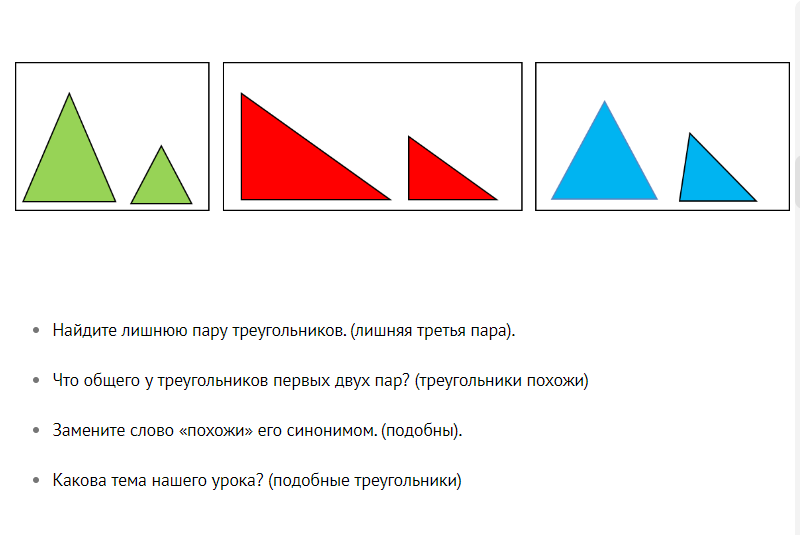 Найдите лишнюю пару треугольников. (лишняя третья пара).
Что общего у треугольников первых двух пар? (треугольники похожи)
Замените слово «похожи» его синонимом. (подобны).
Какова тема нашего урока? (подобные треугольники)